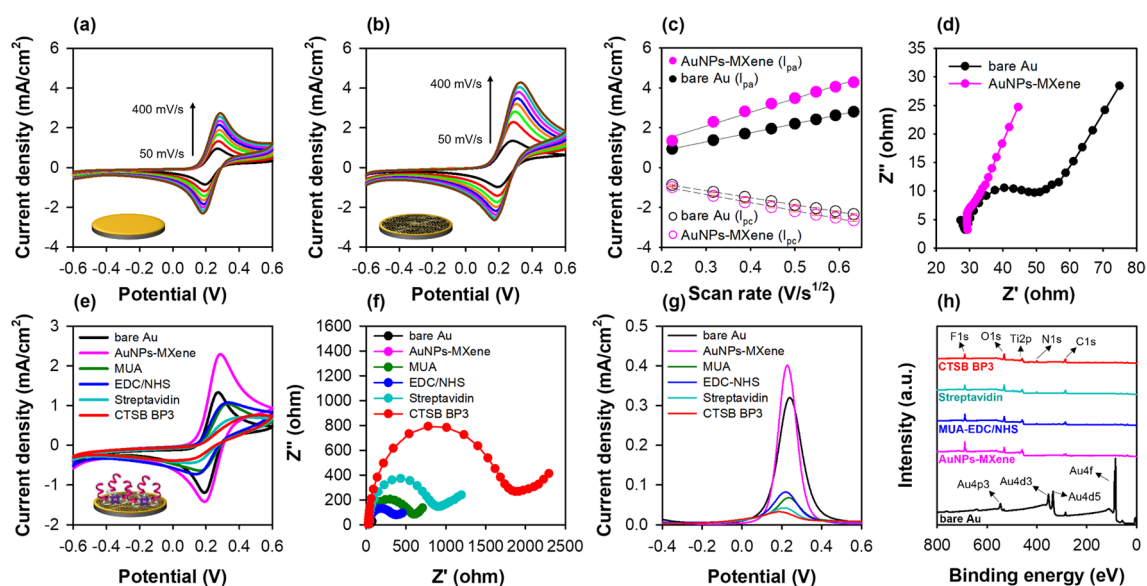 (a)
Current density (mA/cm²)
6
4
2
0
-2
-4
400 mV/s
50 mV/s
-0.6 -0.4 -0.2 0.0 0.2 0.4 0.6
Potential (V)
(b)
Current density (mA/cm²)
6
4
2
0
-2
-4
400 mV/s
50 mV/s
-0.6 -0.4 -0.2 0.0 0.2 0.4 0.6
Potential (V)
(c)
Current density (mA/cm²)
6
4
2
0
-2
-4
AuNPs-MXene (Iₚₐ)
bare Au (Iₚₐ)
bare Au (I_pc)
AuNPs-MXene (I_pc)
0.2 0.3 0.4 0.5 0.6
Scan rate (V/s^1/2)
(d)
Z'' (ohm)
35
30
25
20
15
10
5
0
bare Au
AuNPs-MXene
20 30 40 50 60 70 80
Z' (ohm)
(e)
Current density (mA/cm²)
3
2
1
0
-1
-2
bare Au
AuNPs-MXene
MUA
EDC/NHS
Streptavidin
CTSB BP3
-0.6 -0.4 -0.2 0.0 0.2 0.4 0.6
Potential (V)
(f)
Z'' (ohm)
1600
1400
1200
1000
800
600
400
200
0
bare Au
AuNPs-MXene
MUA
EDC/NHS
Streptavidin
CTSB BP3
0 500 1000 1500 2000 2500
Z' (ohm)
(g)
Current density (mA/cm²)
0.5
0.4
0.3
0.2
0.1
0.0
bare Au
AuNPs-MXene
MUA
EDC-NHS
Streptavidin
CTSB BP3
-0.4 -0.2 0.0 0.2 0.4 0.6
Potential (V)
(h)
Intensity (a.u.)
F1s O1s Ti2p N1s C1s
CTSB BP3
Streptavidin
MUA-EDC/NHS
AuNPs-MXene
Au4p3 Au4d3 Au4d5 Au4f
bare Au
800 600 400 200 0
Binding energy (eV)